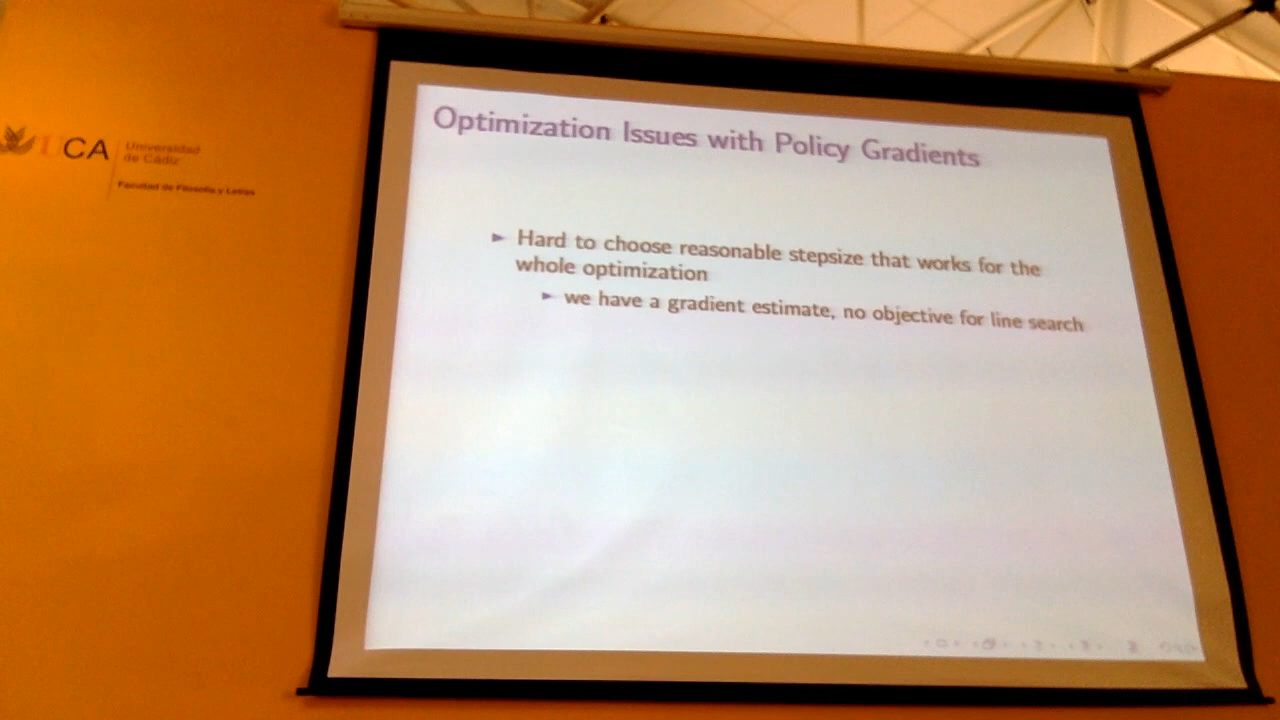 UCA
Universidad
de Cádiz
Facultad de Filosofía y Letras
Optimization Issues with Policy Gradients
Hard to choose reasonable stepsize that works for the
whole optimization
we have a gradient estimate, no objective for line search